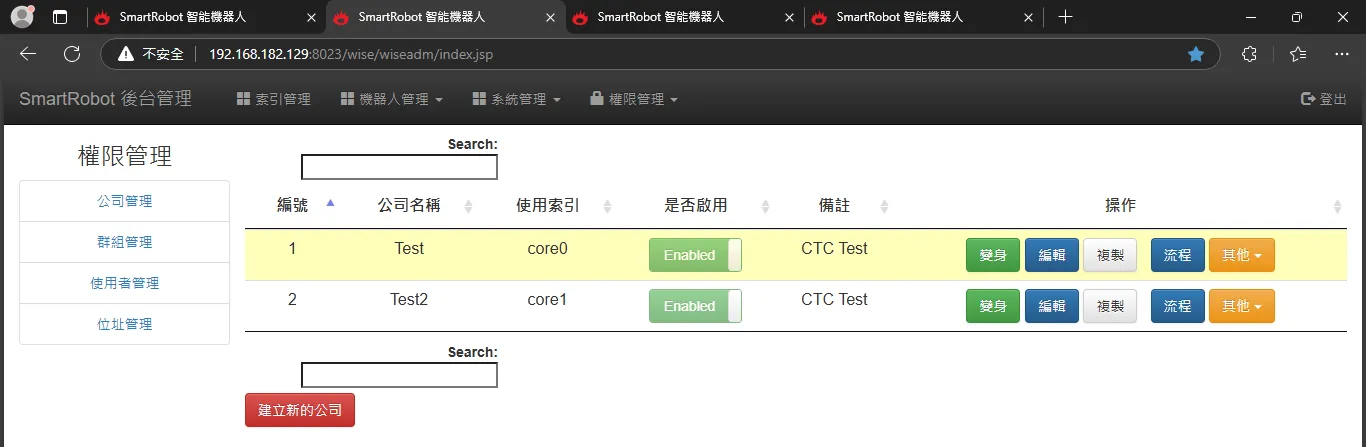 SmartRobot 智能機器人
SmartRobot 智能機器人
SmartRobot 智能機器人
SmartRobot 智能機器人
不安全 192.168.182.129:8023/wise/wiseadm/index.jsp
SmartRobot 後台管理 索引管理 機器人管理 系統管理 權限管理 登出
權限管理
公司管理
群組管理
使用者管理
位址管理
Search:
編號 公司名稱 使用索引 是否啟用 備註 操作
1 Test core0 Enabled CTC Test 變身 編輯 複製 流程 其他
2 Test2 core1 Enabled CTC Test 變身 編輯 複製 流程 其他
Search:
建立新的公司